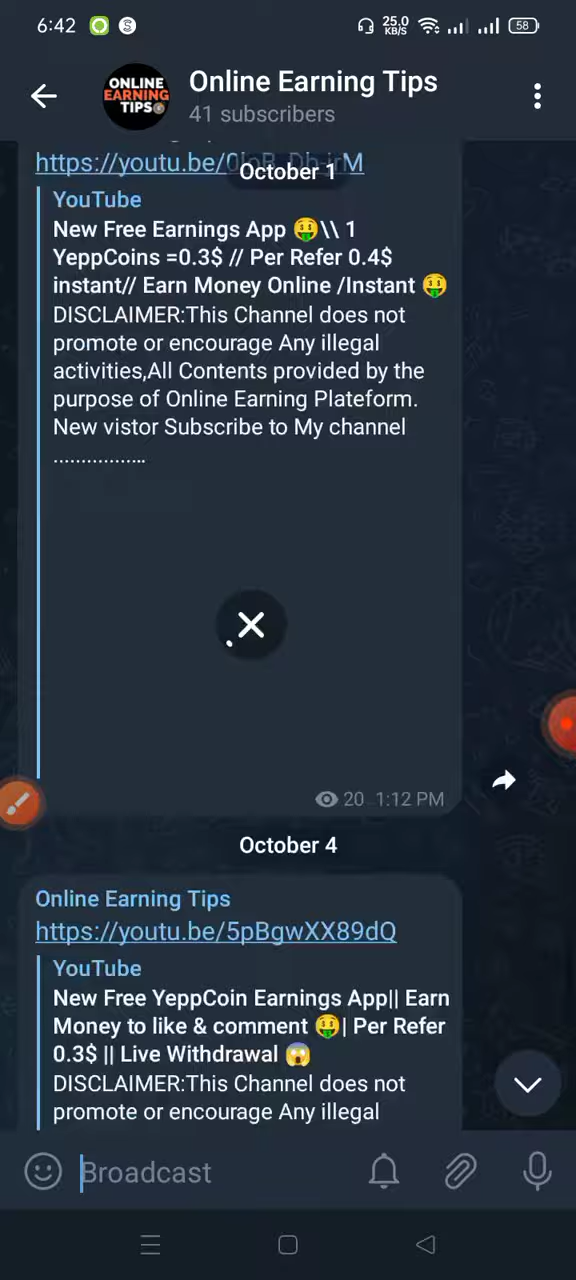 6:42
25.0
KB/S
58
ONLINE
EARNING
TIPS
Online Earning Tips
41 subscribers
October 1
YouTube
New Free Earnings App 🤑\\ 1
YeppCoins =0.3$ // Per Refer 0.4$
instant// Earn Money Online /Instant 🤑
DISCLAIMER:This Channel does not
promote or encourage Any illegal
activities,All Contents provided by the
purpose of Online Earning Plateform.
New vistor Subscribe to My channel
.................
20 1:12 PM
October 4
Online Earning Tips
https://youtu.be/5pBgwXX89dQ
YouTube
New Free YeppCoin Earnings App|| Earn
Money to like & comment 🤑| Per Refer
0.3$ || Live Withdrawal 😱
DISCLAIMER:This Channel does not
promote or encourage Any illegal
Broadcast